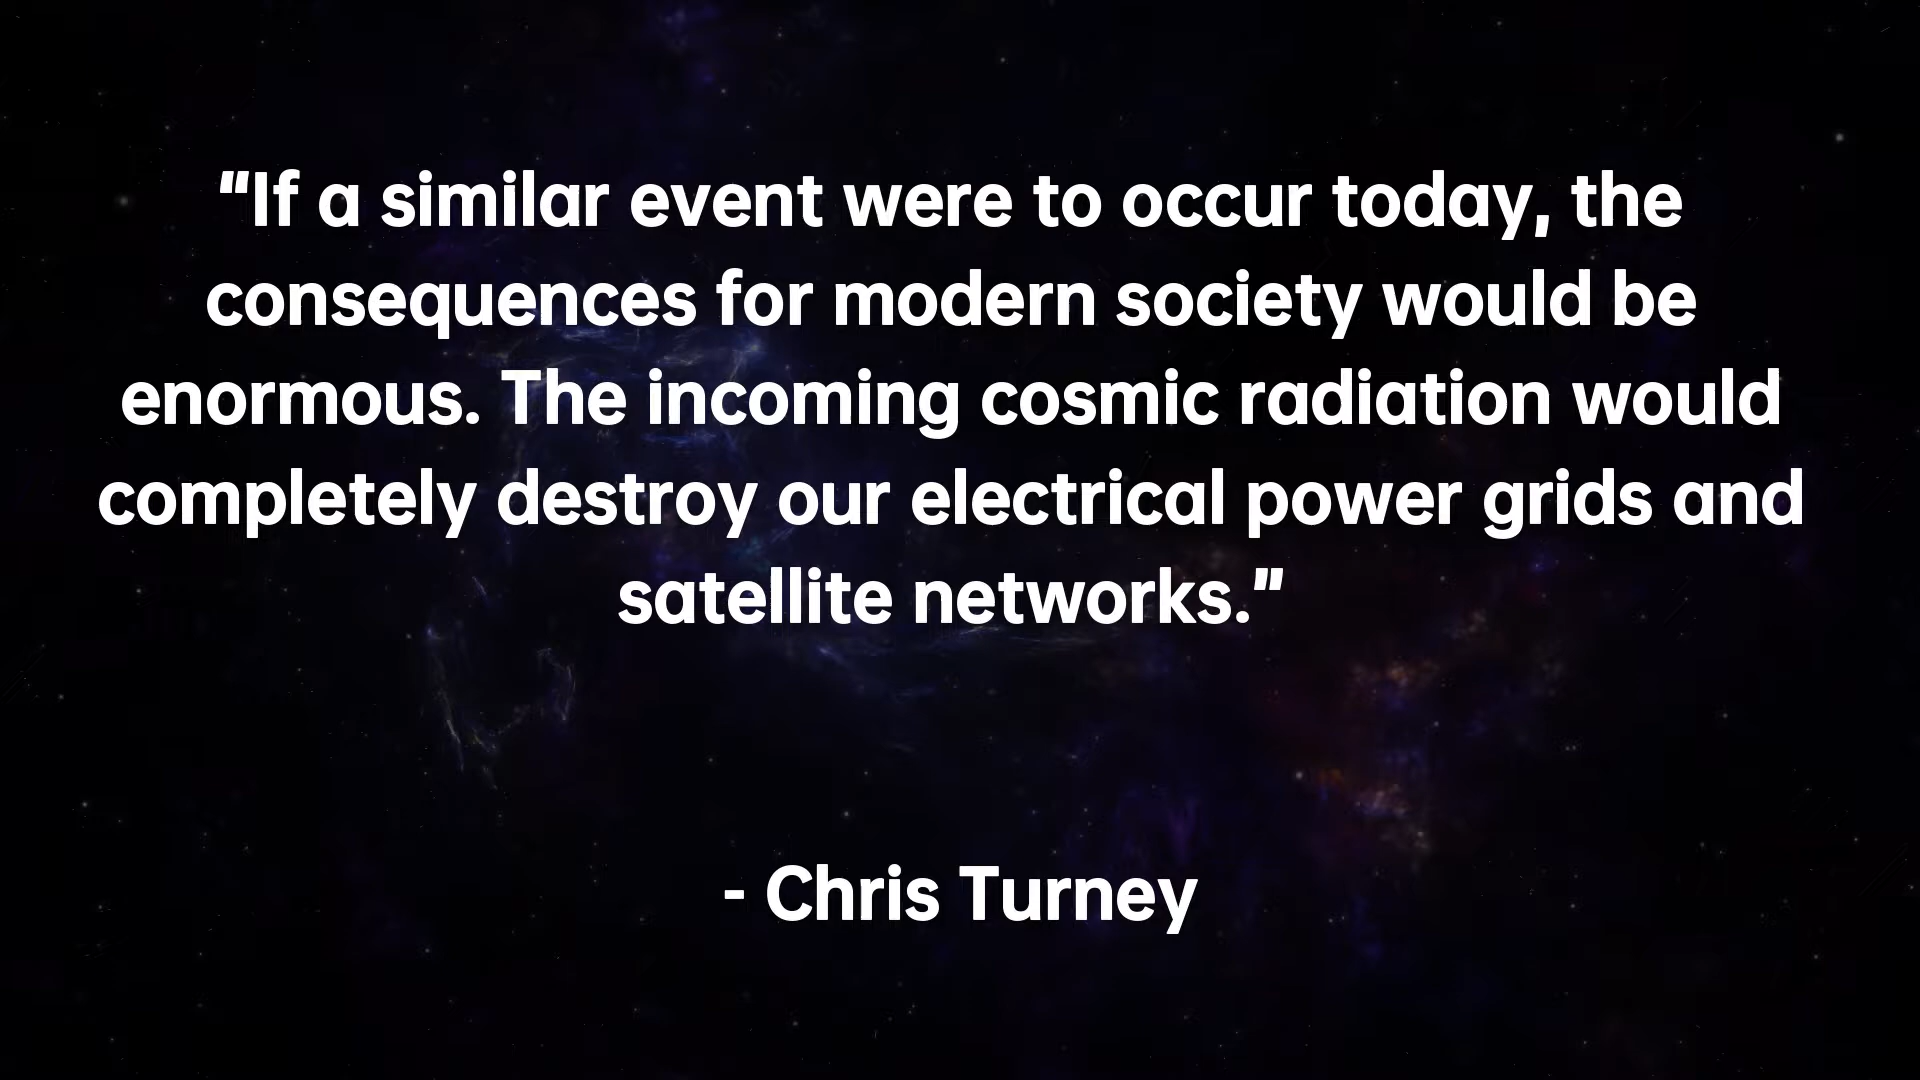 “If a similar event were to occur today, the
consequences for modern society would be
enormous. The incoming cosmic radiation would
completely destroy our electrical power grids and
satellite networks.”
- Chris Turney